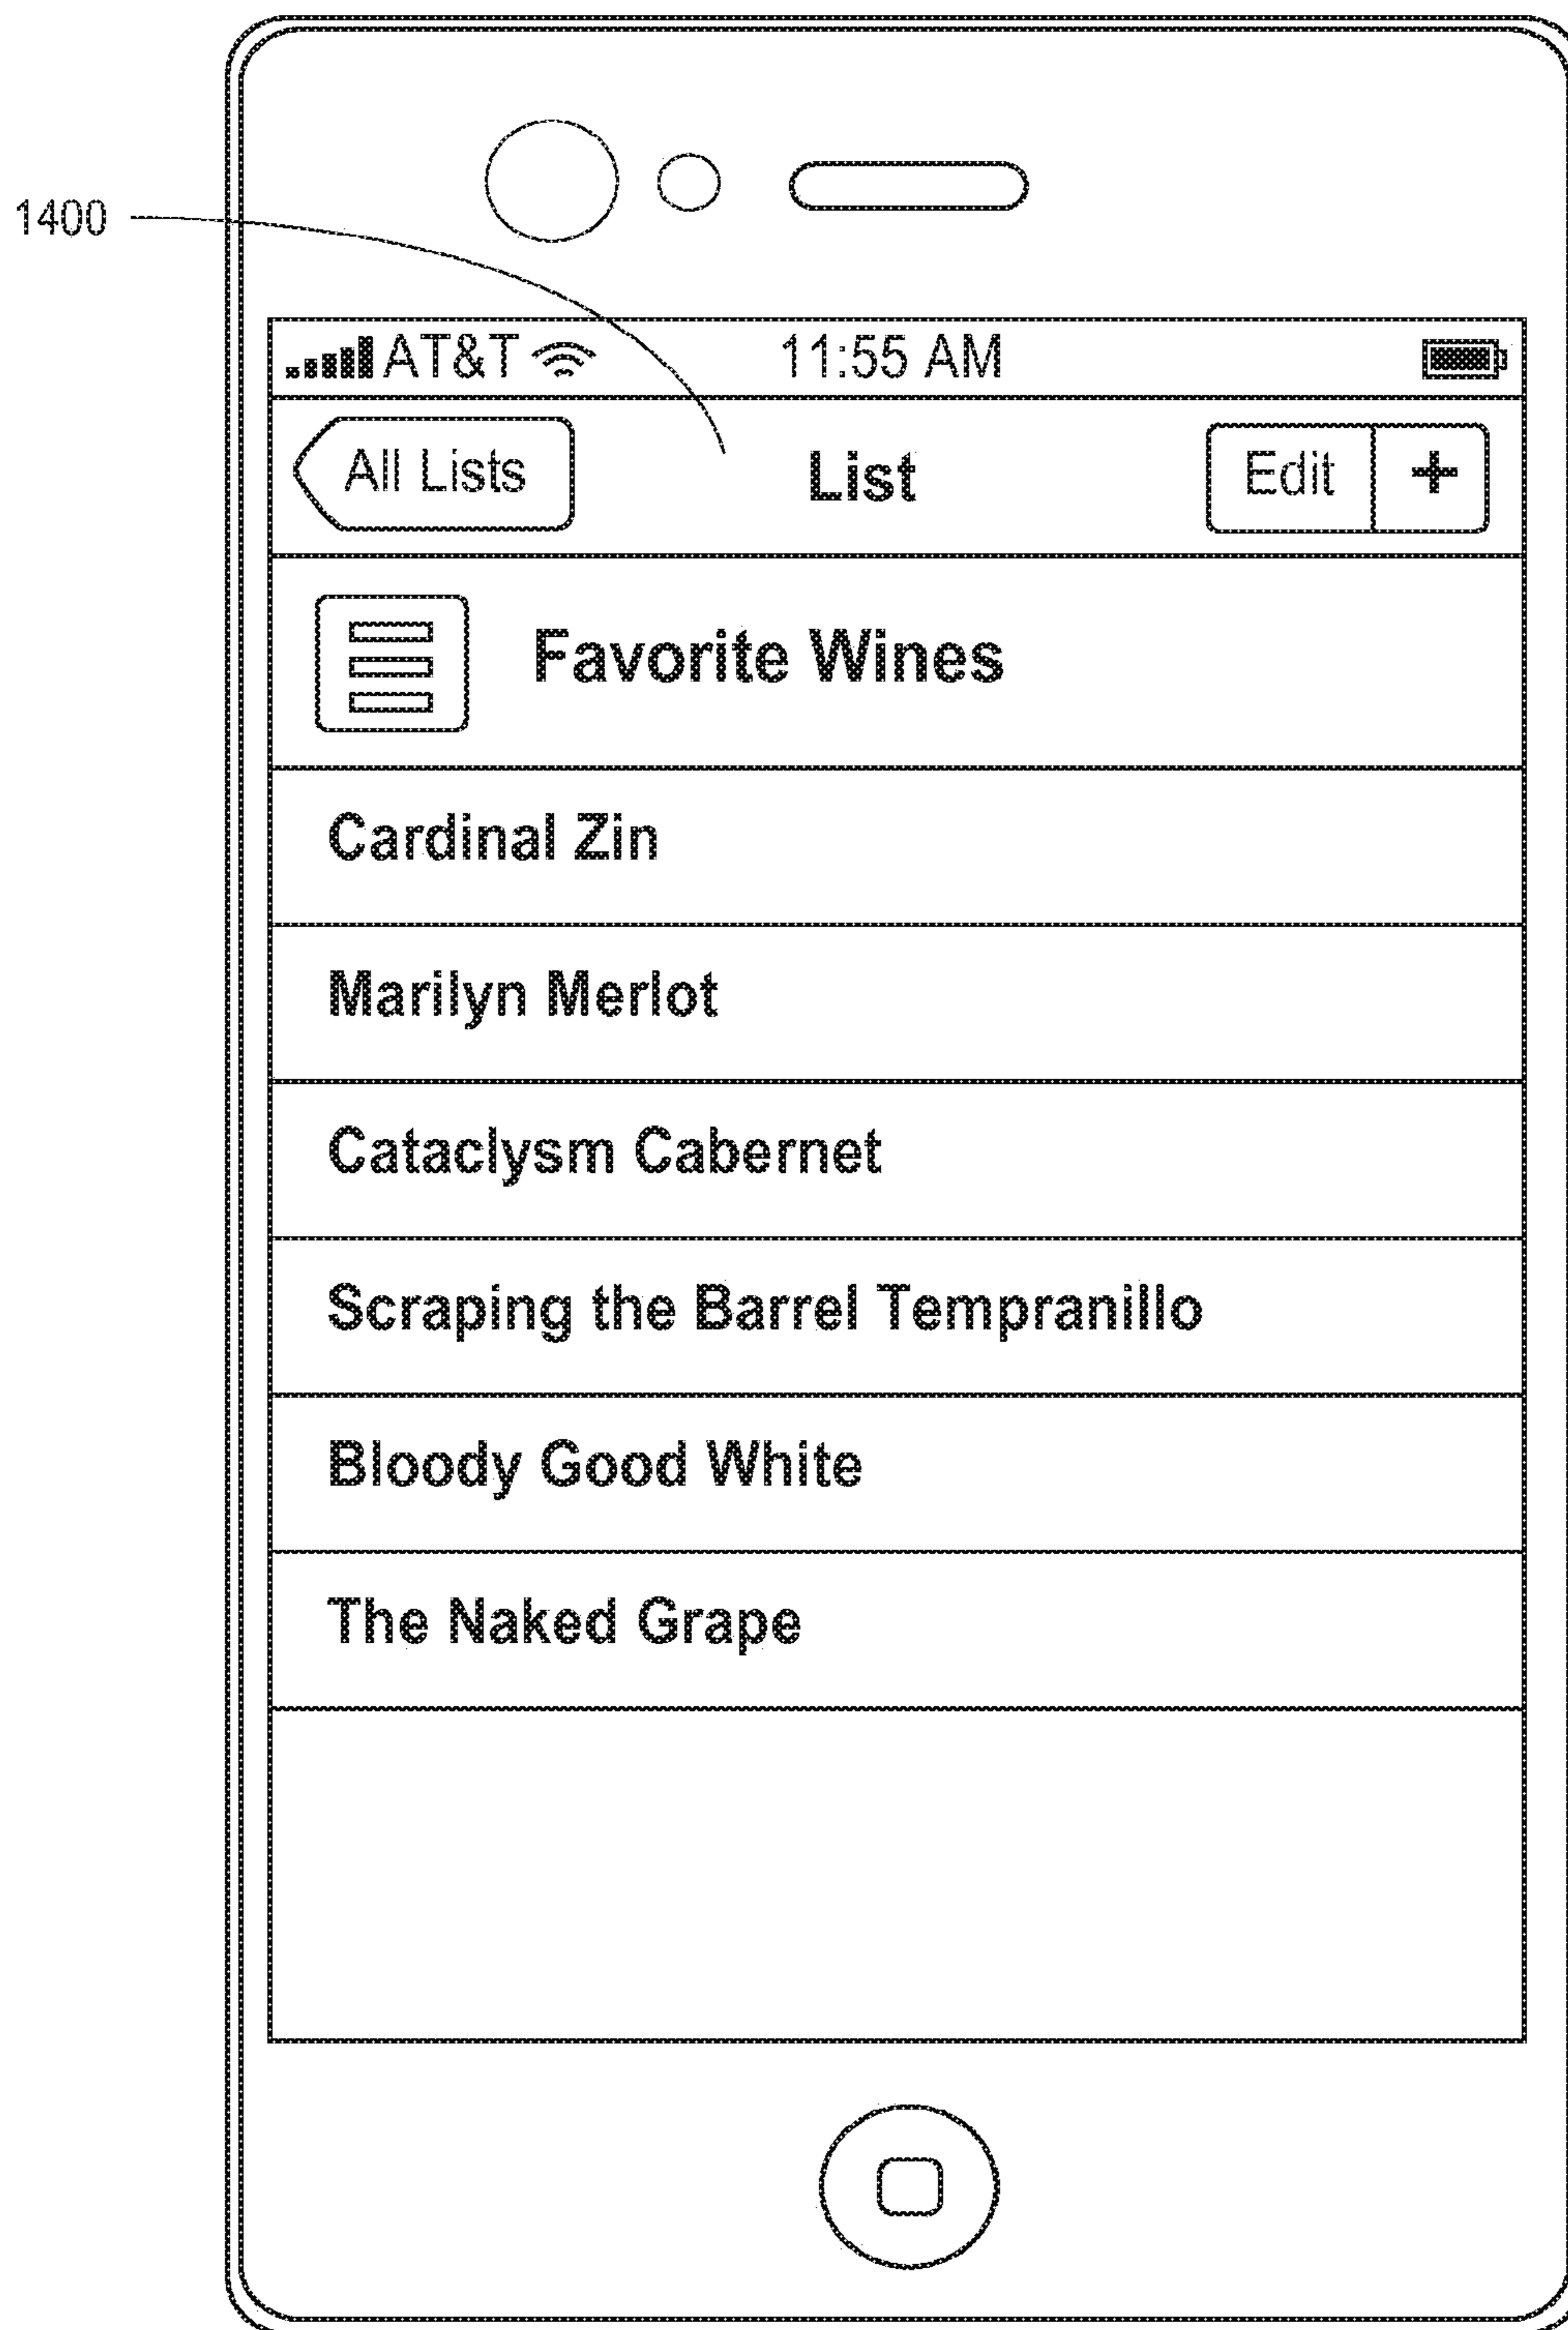 1400
AT&T 11:55 AM
All Lists List Edit +
Favorite Wines
Cardinal Zin
Marilyn Merlot
Cataclysm Cabernet
Scraping the Barrel Tempranillo
Bloody Good White
The Naked Grape